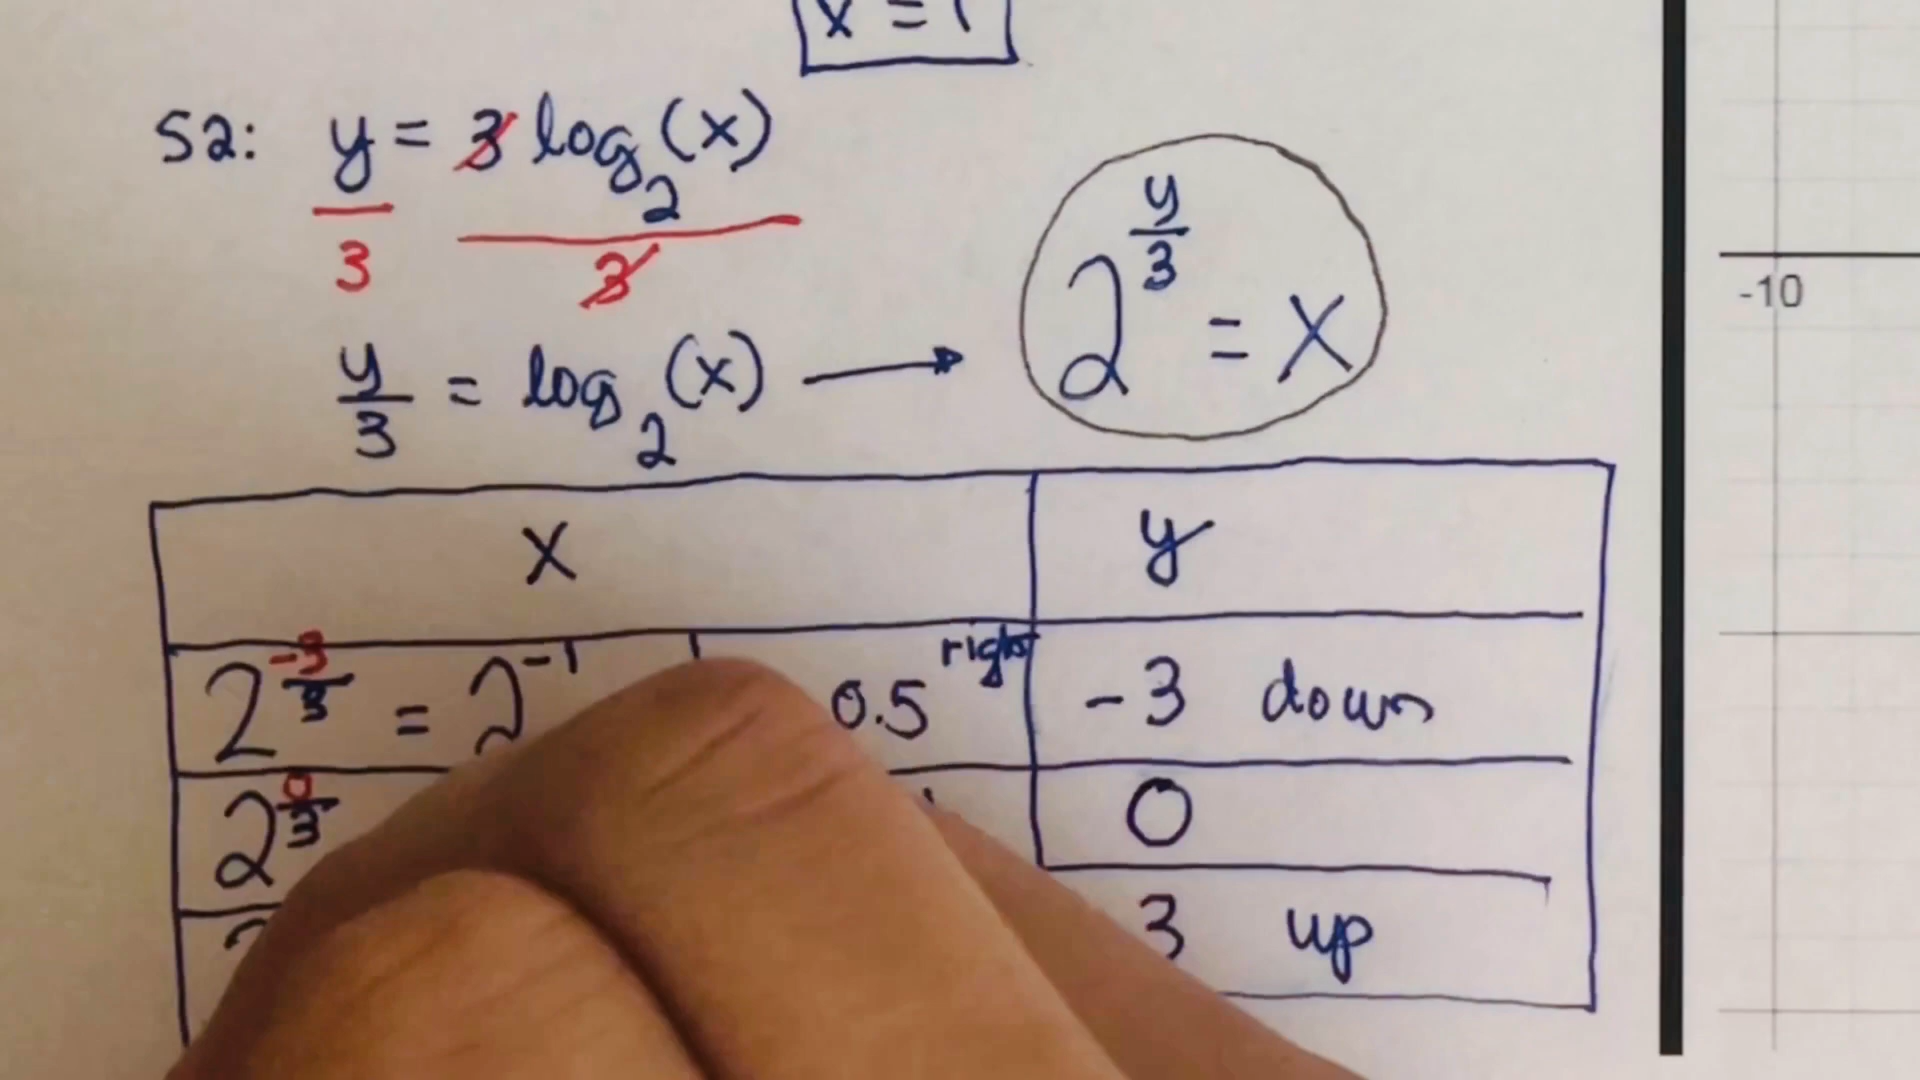 x = 1
S2: y = 3 log₂(x)
3 3
y/3 = log₂(x) → 2^(y/3) = x
-10
x y
2^(-3/3) = 2^-1 0.5 right -3 down
2^(0/3) 0
3 up